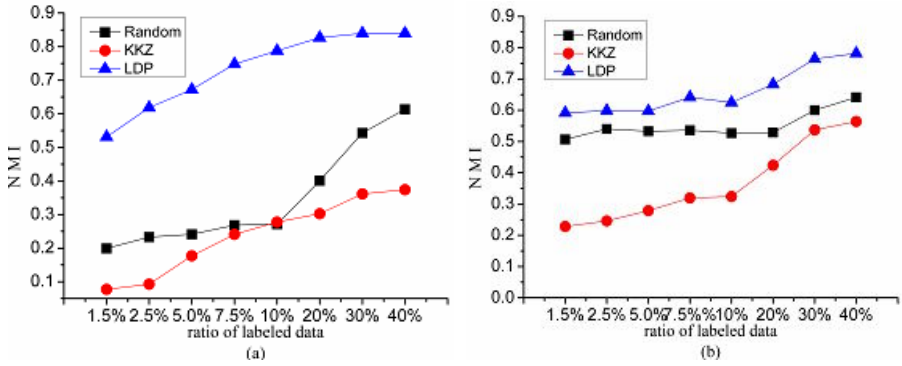 0.9
0.8
0.7
0.6
0.5
0.4
0.3
0.2
0.1
N M I
Random
KKZ
LDP
1.5% 2.5% 5.0% 7.5% 10% 20% 30% 40%
ratio of labeled data
(a)
0.9
0.8
0.7
0.6
0.5
0.4
0.3
0.2
0.1
0.0
N M I
Random
KKZ
LDP
1.5% 2.5% 5.0% 7.5% 10% 20% 30% 40%
ratio of labeled data
(b)